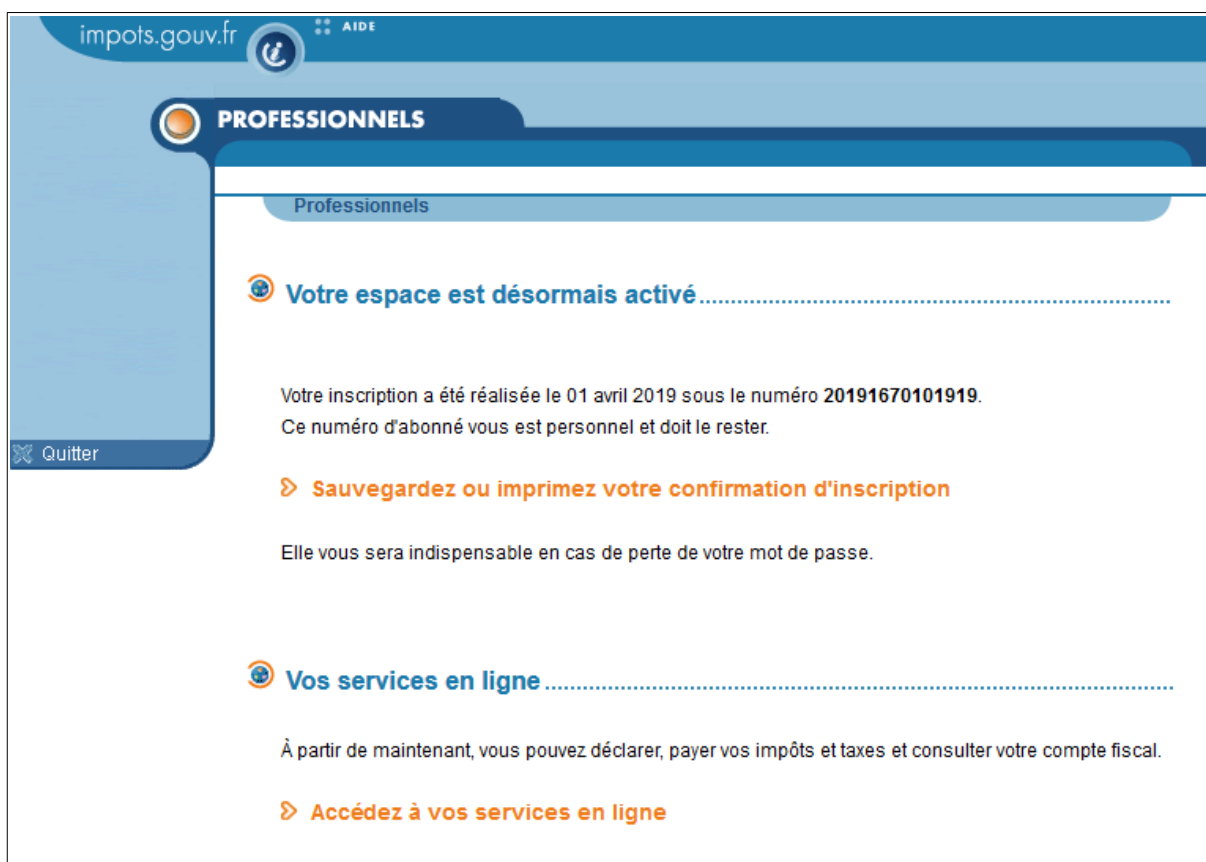 impots.gouv.fr
AIDE
PROFESSIONNELS
Professionnels
Votre espace est désormais activé
Votre inscription a été réalisée le 01 avril 2019 sous le numéro 20191670101919.
Ce numéro d'abonné vous est personnel et doit le rester.
Quitter
Sauvegardez ou imprimez votre confirmation d'inscription
Elle vous sera indispensable en cas de perte de votre mot de passe.
Vos services en ligne
À partir de maintenant, vous pouvez déclarer, payer vos impôts et taxes et consulter votre compte fiscal.
Accédez à vos services en ligne